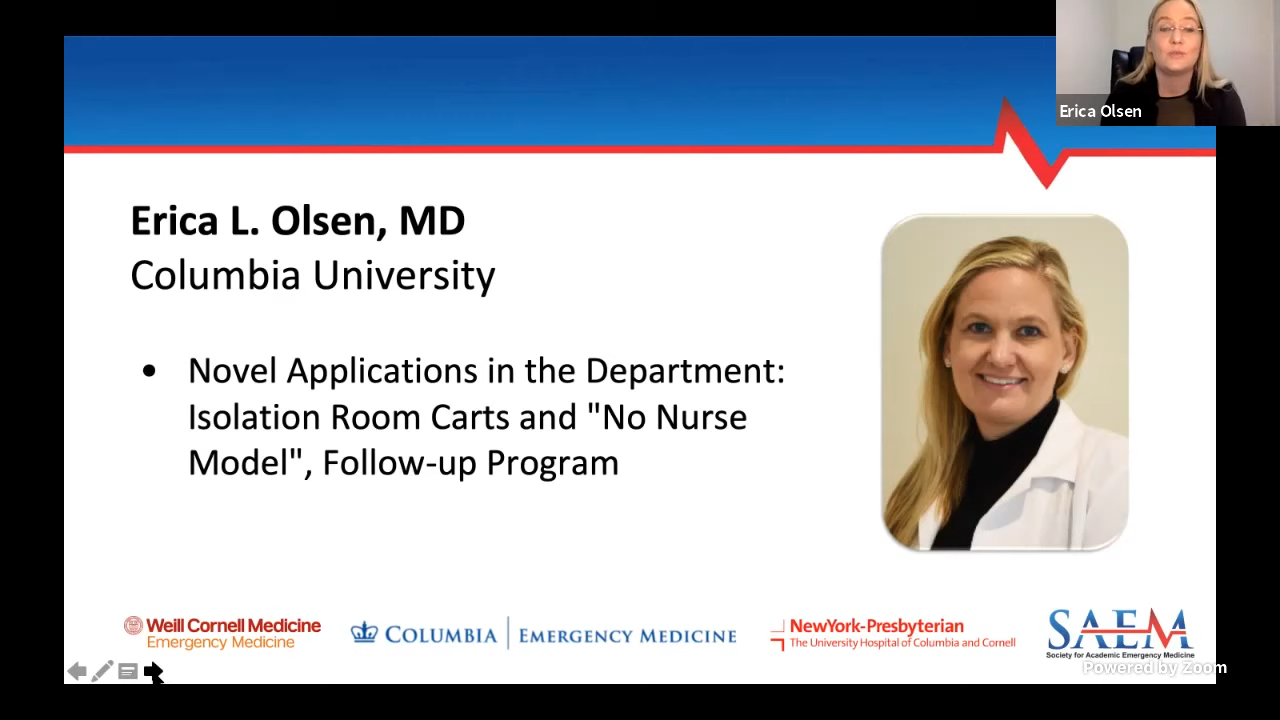 Erica Olsen
Erica L. Olsen, MD
Columbia University
• Novel Applications in the Department:
Isolation Room Carts and "No Nurse
Model", Follow-up Program
Weill Cornell Medicine
Emergency Medicine
COLUMBIA
EMERGENCY MEDICINE
NewYork-Presbyterian
The University Hospital of Columbia and Cornell
SAEM
Society for Academic Emergency Medicine
Powered by Zoom